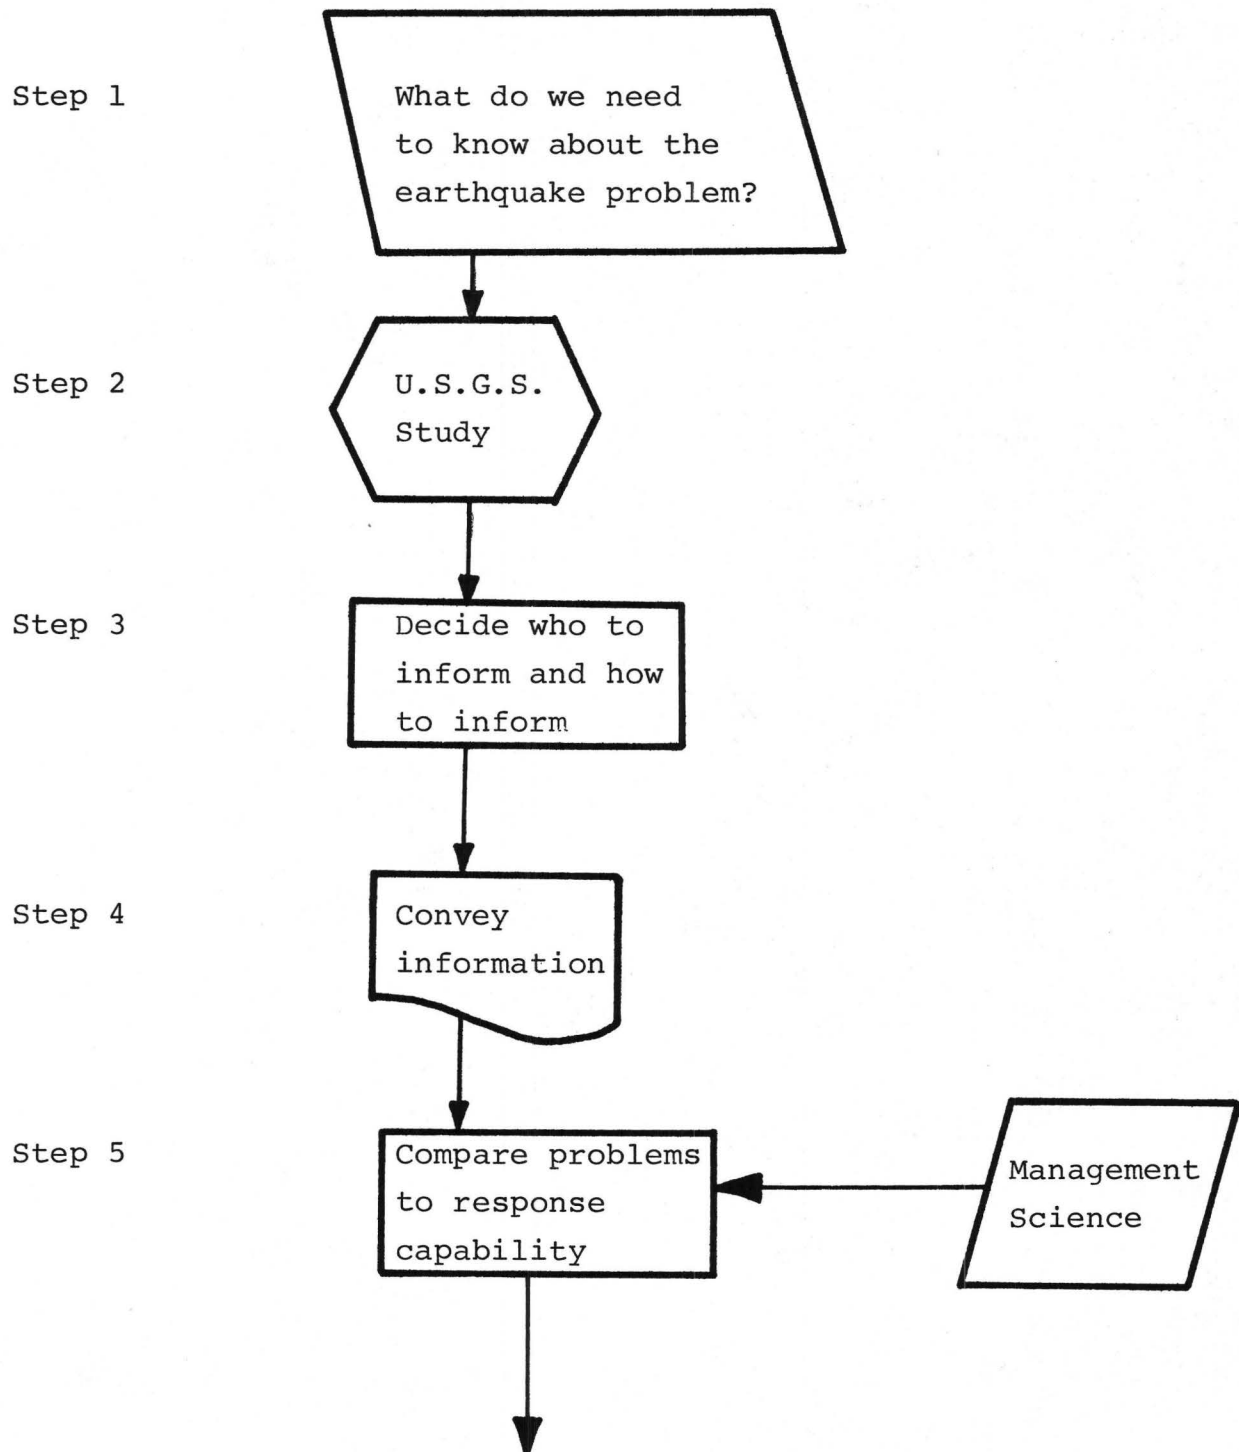 Step 1
What do we need
to know about the
earthquake problem?
Step 2
U.S.G.S.
Study
Step 3
Decide who to
inform and how
to inform
Step 4
Convey
information
Step 5
Compare problems
to response
capability
Management
Science